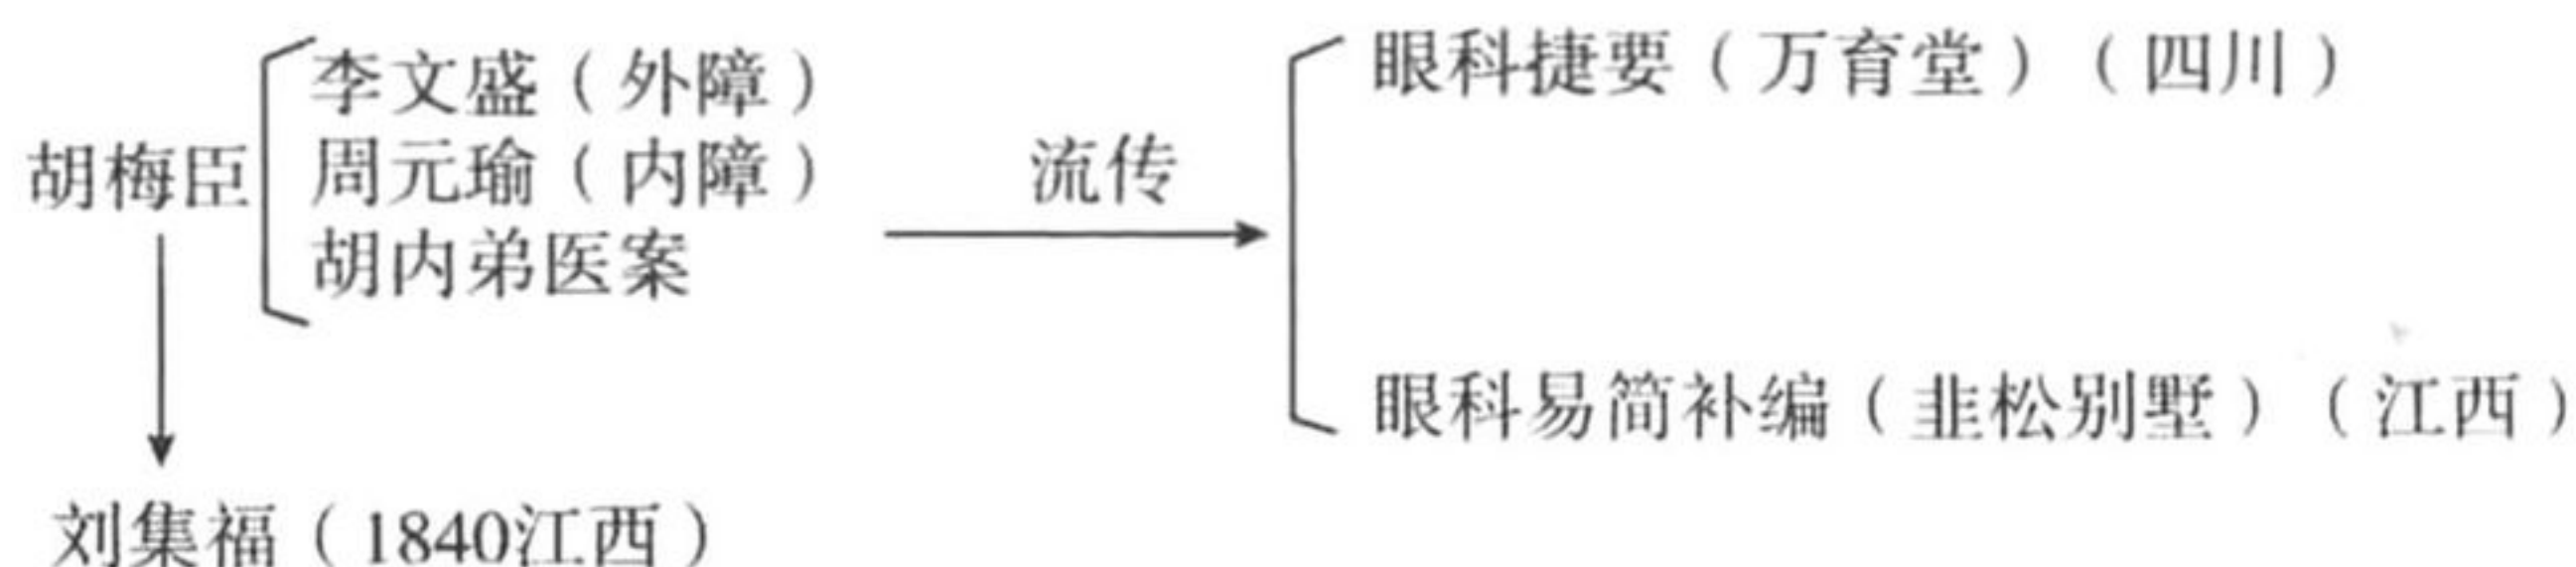 李文盛（外障）
周元瑜（内障）
胡梅臣
胡内弟医案
刘集福（1840江西）
流传
眼科捷要（万育堂）（四川）
眼科易简补编（韭松别墅）（江西）